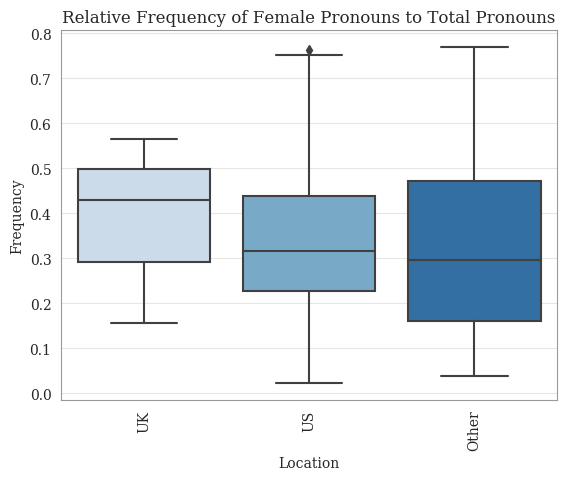 Relative Frequency of Female Pronouns to Total Pronouns
0.8
0.7
0.6
0.5
0.4
0.3
0.2
0.1
0.0
Frequency
UK
US
Other
Location